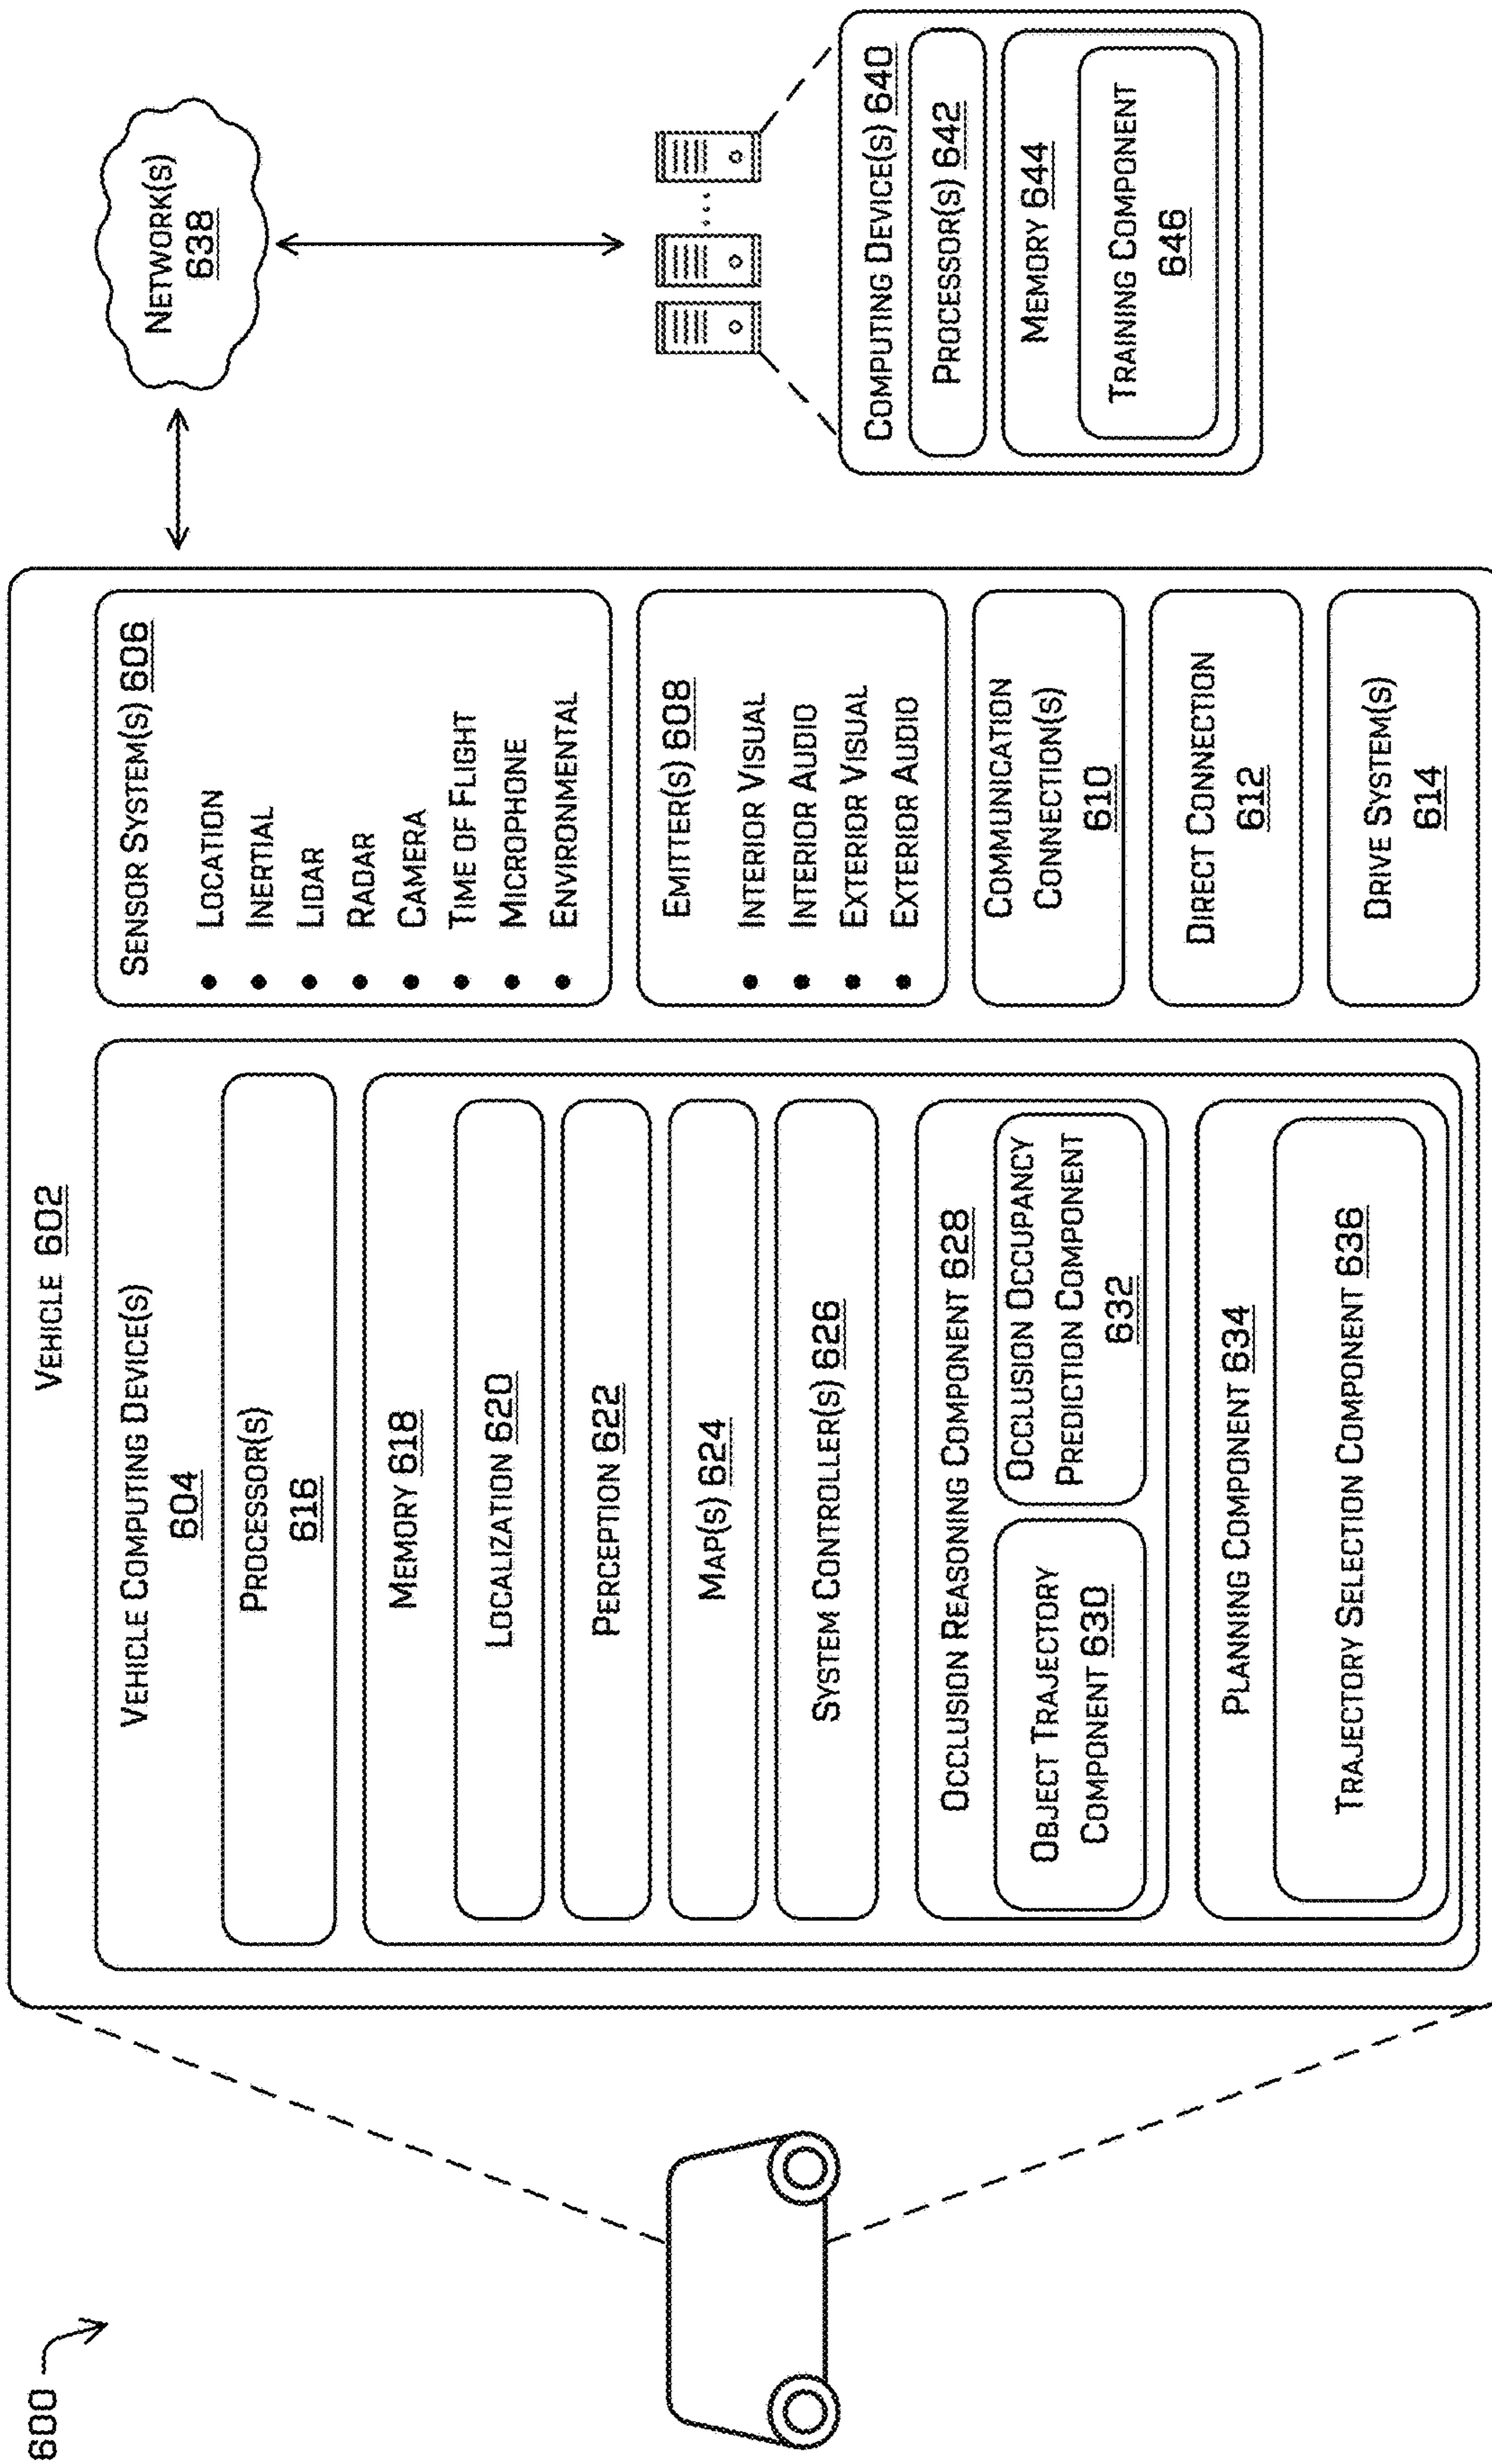 600
VEHICLE 602
VEHICLE COMPUTING DEVICE(S)
604
PROCESSOR(S)
616
MEMORY 618
LOCALIZATION 620
PERCEPTION 622
MAP(S) 624
SYSTEM CONTROLLER(S) 626
OCCLUSION REASONING COMPONENT 628
OBJECT TRAJECTORY
COMPONENT 630
OCCLUSION OCCUPANCY
PREDICTION COMPONENT
632
PLANNING COMPONENT 634
TRAJECTORY SELECTION COMPONENT 636
SENSOR SYSTEM(S) 606
• LOCATION
• INERTIAL
• LIDAR
• RADAR
• CAMERA
• TIME OF FLIGHT
• MICROPHONE
• ENVIRONMENTAL
EMITTER(S) 608
• INTERIOR VISUAL
• INTERIOR AUDIO
• EXTERIOR VISUAL
• EXTERIOR AUDIO
COMMUNICATION
CONNECTION(S)
610
DIRECT CONNECTION
612
DRIVE SYSTEM(S)
614
NETWORK(S)
638
COMPUTING DEVICE(S) 640
PROCESSOR(S) 642
MEMORY 644
TRAINING COMPONENT
646